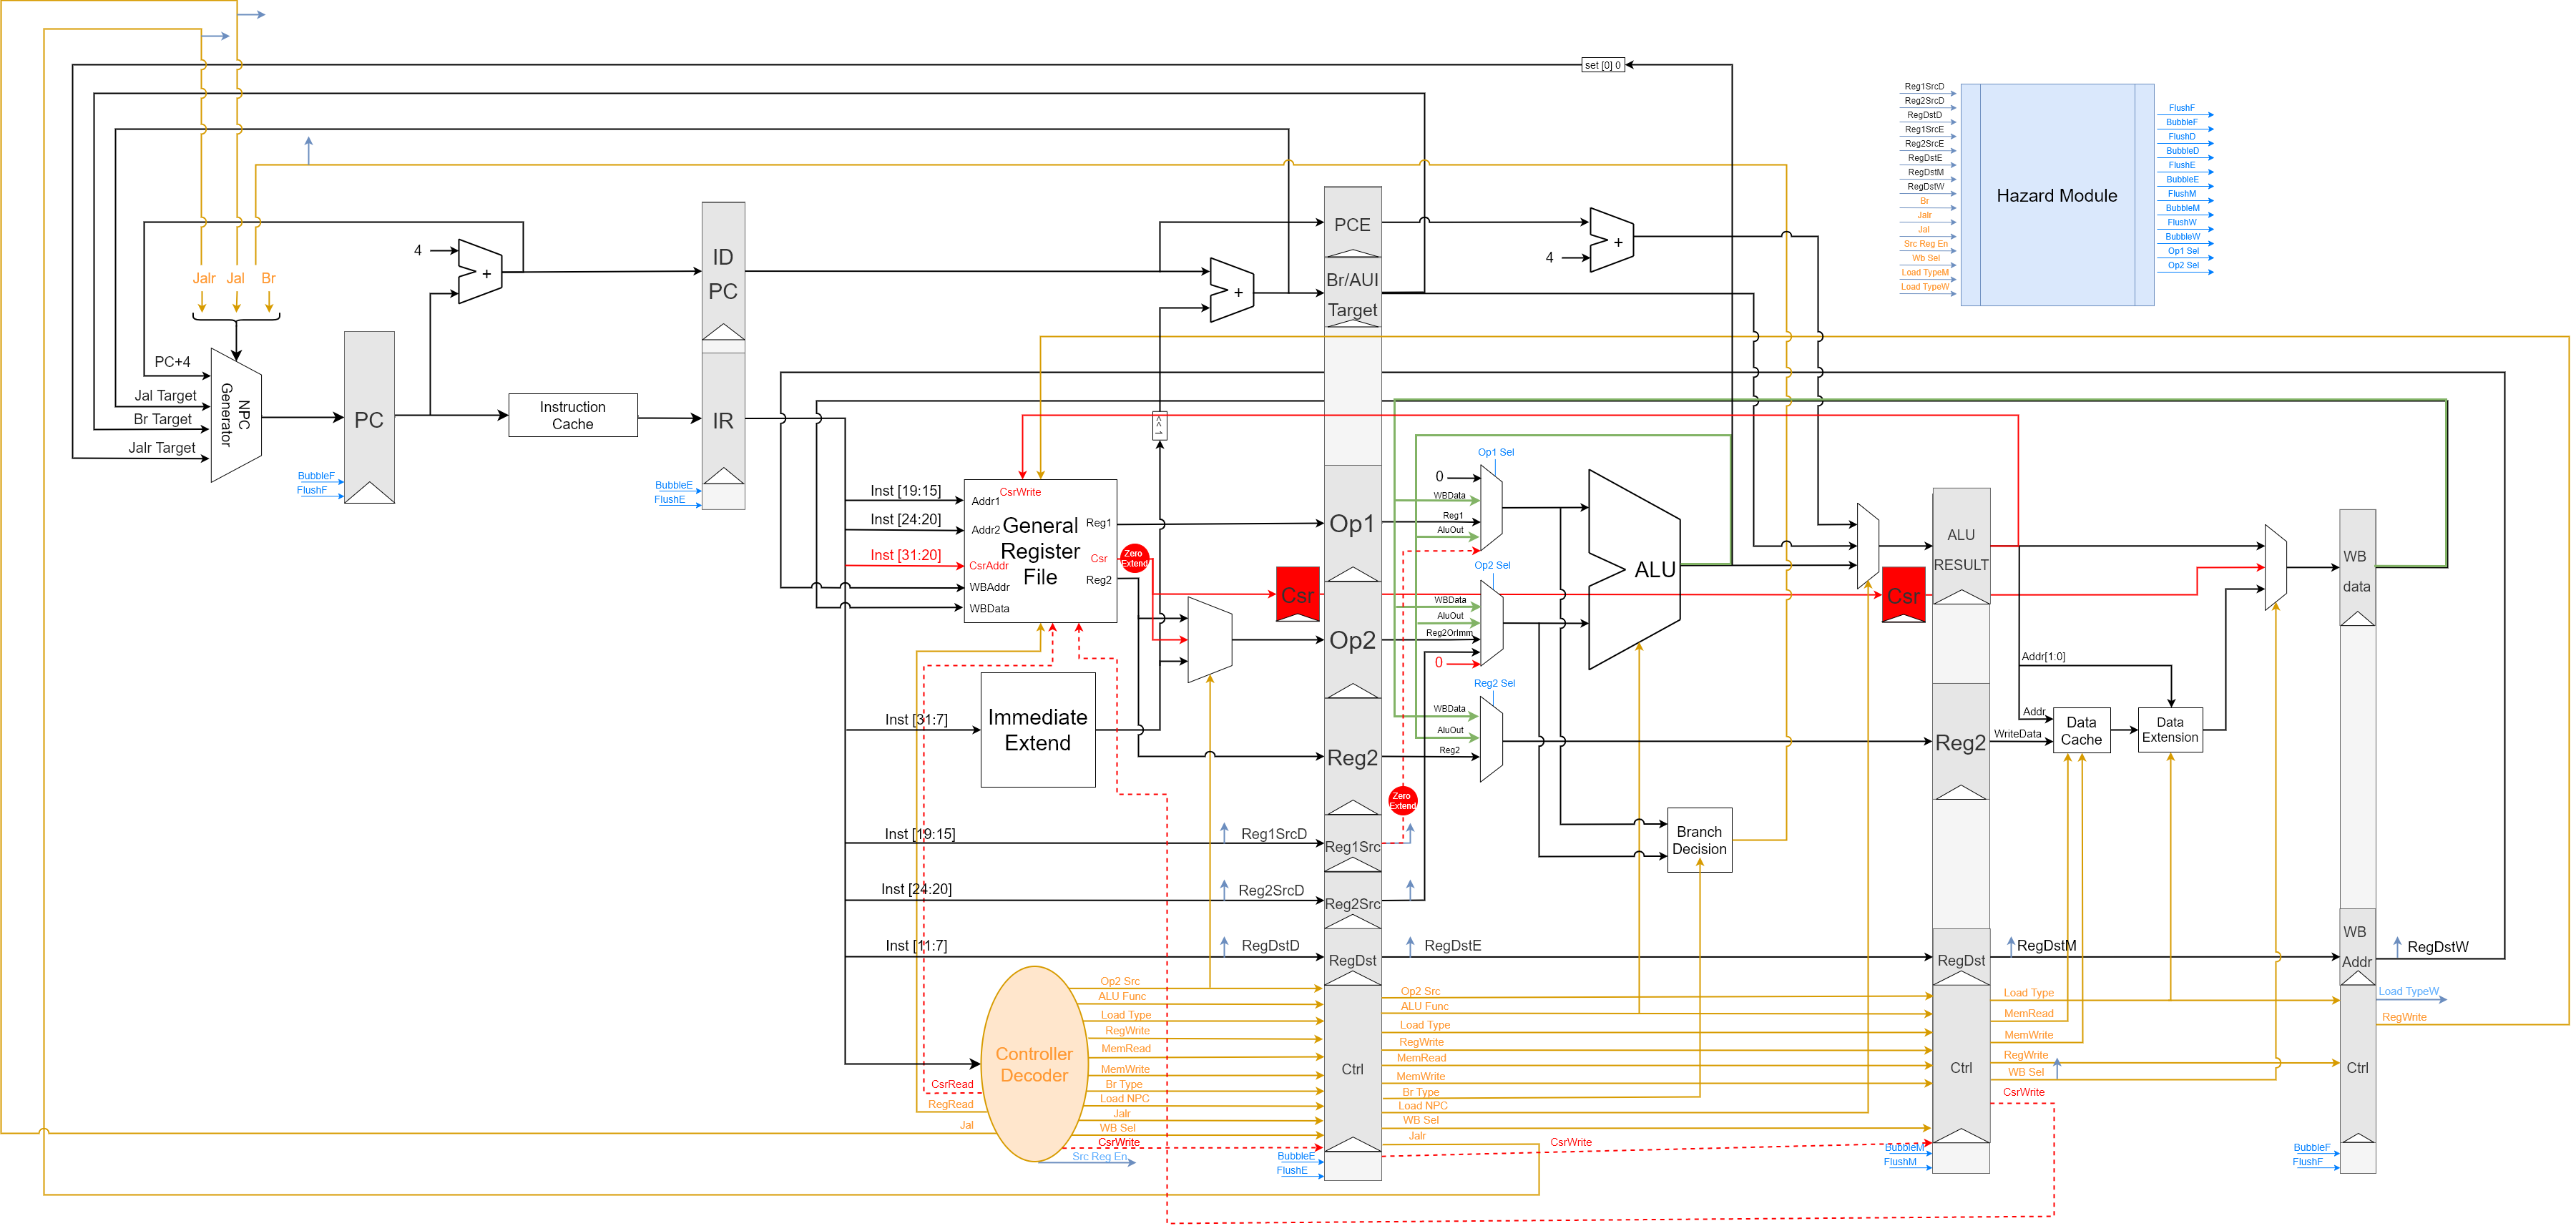 set [0] 0
Reg1SrcD
Reg2SrcD
RegDstD
Reg1SrcE
Reg2SrcE
RegDstE
RegDstM
RegDstW
Br
Jalr
Jal
Src Reg En
Wb Sel
Load TypeM
Load TypeW
Hazard Module
FlushF
BubbleF
FlushD
BubbleD
FlushE
BubbleE
FlushM
BubbleM
FlushW
BubbleW
Op1 Sel
Op2 Sel
Jalr
Jal
Br
PC+4
Jal Target
Br Target
Jalr Target
NPC
Generator
PC
BubbleF
FlushF
4
+
Instruction
Cache
ID
PC
IR
BubbleE
FlushE
+
<< 1
PCE
Br/AUI
Target
4
+
Inst [19:15]
Inst [24:20]
Inst [31:20]
CsrWrite
Addr1
Addr2
CsrAddr
WBAddr
WBData
General
Register
File
Reg1
Csr
Reg2
Zero
Extend
Csr
Inst [31:7]
Immediate
Extend
Inst [19:15]
Reg1SrcD
Inst [24:20]
Reg2SrcD
Inst [11:7]
RegDstD
Op1
Op2
Reg2
Reg1Src
Reg2Src
RegDst
Ctrl
BubbleE
FlushE
Controller
Decoder
CsrRead
RegRead
Jal
Op2 Src
ALU Func
Load Type
RegWrite
MemRead
MemWrite
Br Type
Load NPC
Jalr
WB Sel
CsrWrite
Src Reg En
Op1 Sel
0
WBData
Reg1
AluOut
Op2 Sel
WBData
AluOut
Reg2OrImm
0
Reg2 Sel
WBData
AluOut
Reg2
Zero
Extend
ALU
Branch
Decision
RegDstE
Op2 Src
ALU Func
Load Type
RegWrite
MemRead
MemWrite
Br Type
Load NPC
WB Sel
Jalr
CsrWrite
Csr
ALU
RESULT
Reg2
RegDst
Ctrl
BubbleM
FlushM
Addr[1:0]
Addr
WriteData
Data
Cache
Data
Extension
RegDstM
Load Type
MemRead
MemWrite
RegWrite
WB Sel
CsrWrite
WB
data
WB
Addr
Ctrl
BubbleF
FlushF
RegDstW
Load TypeW
RegWrite